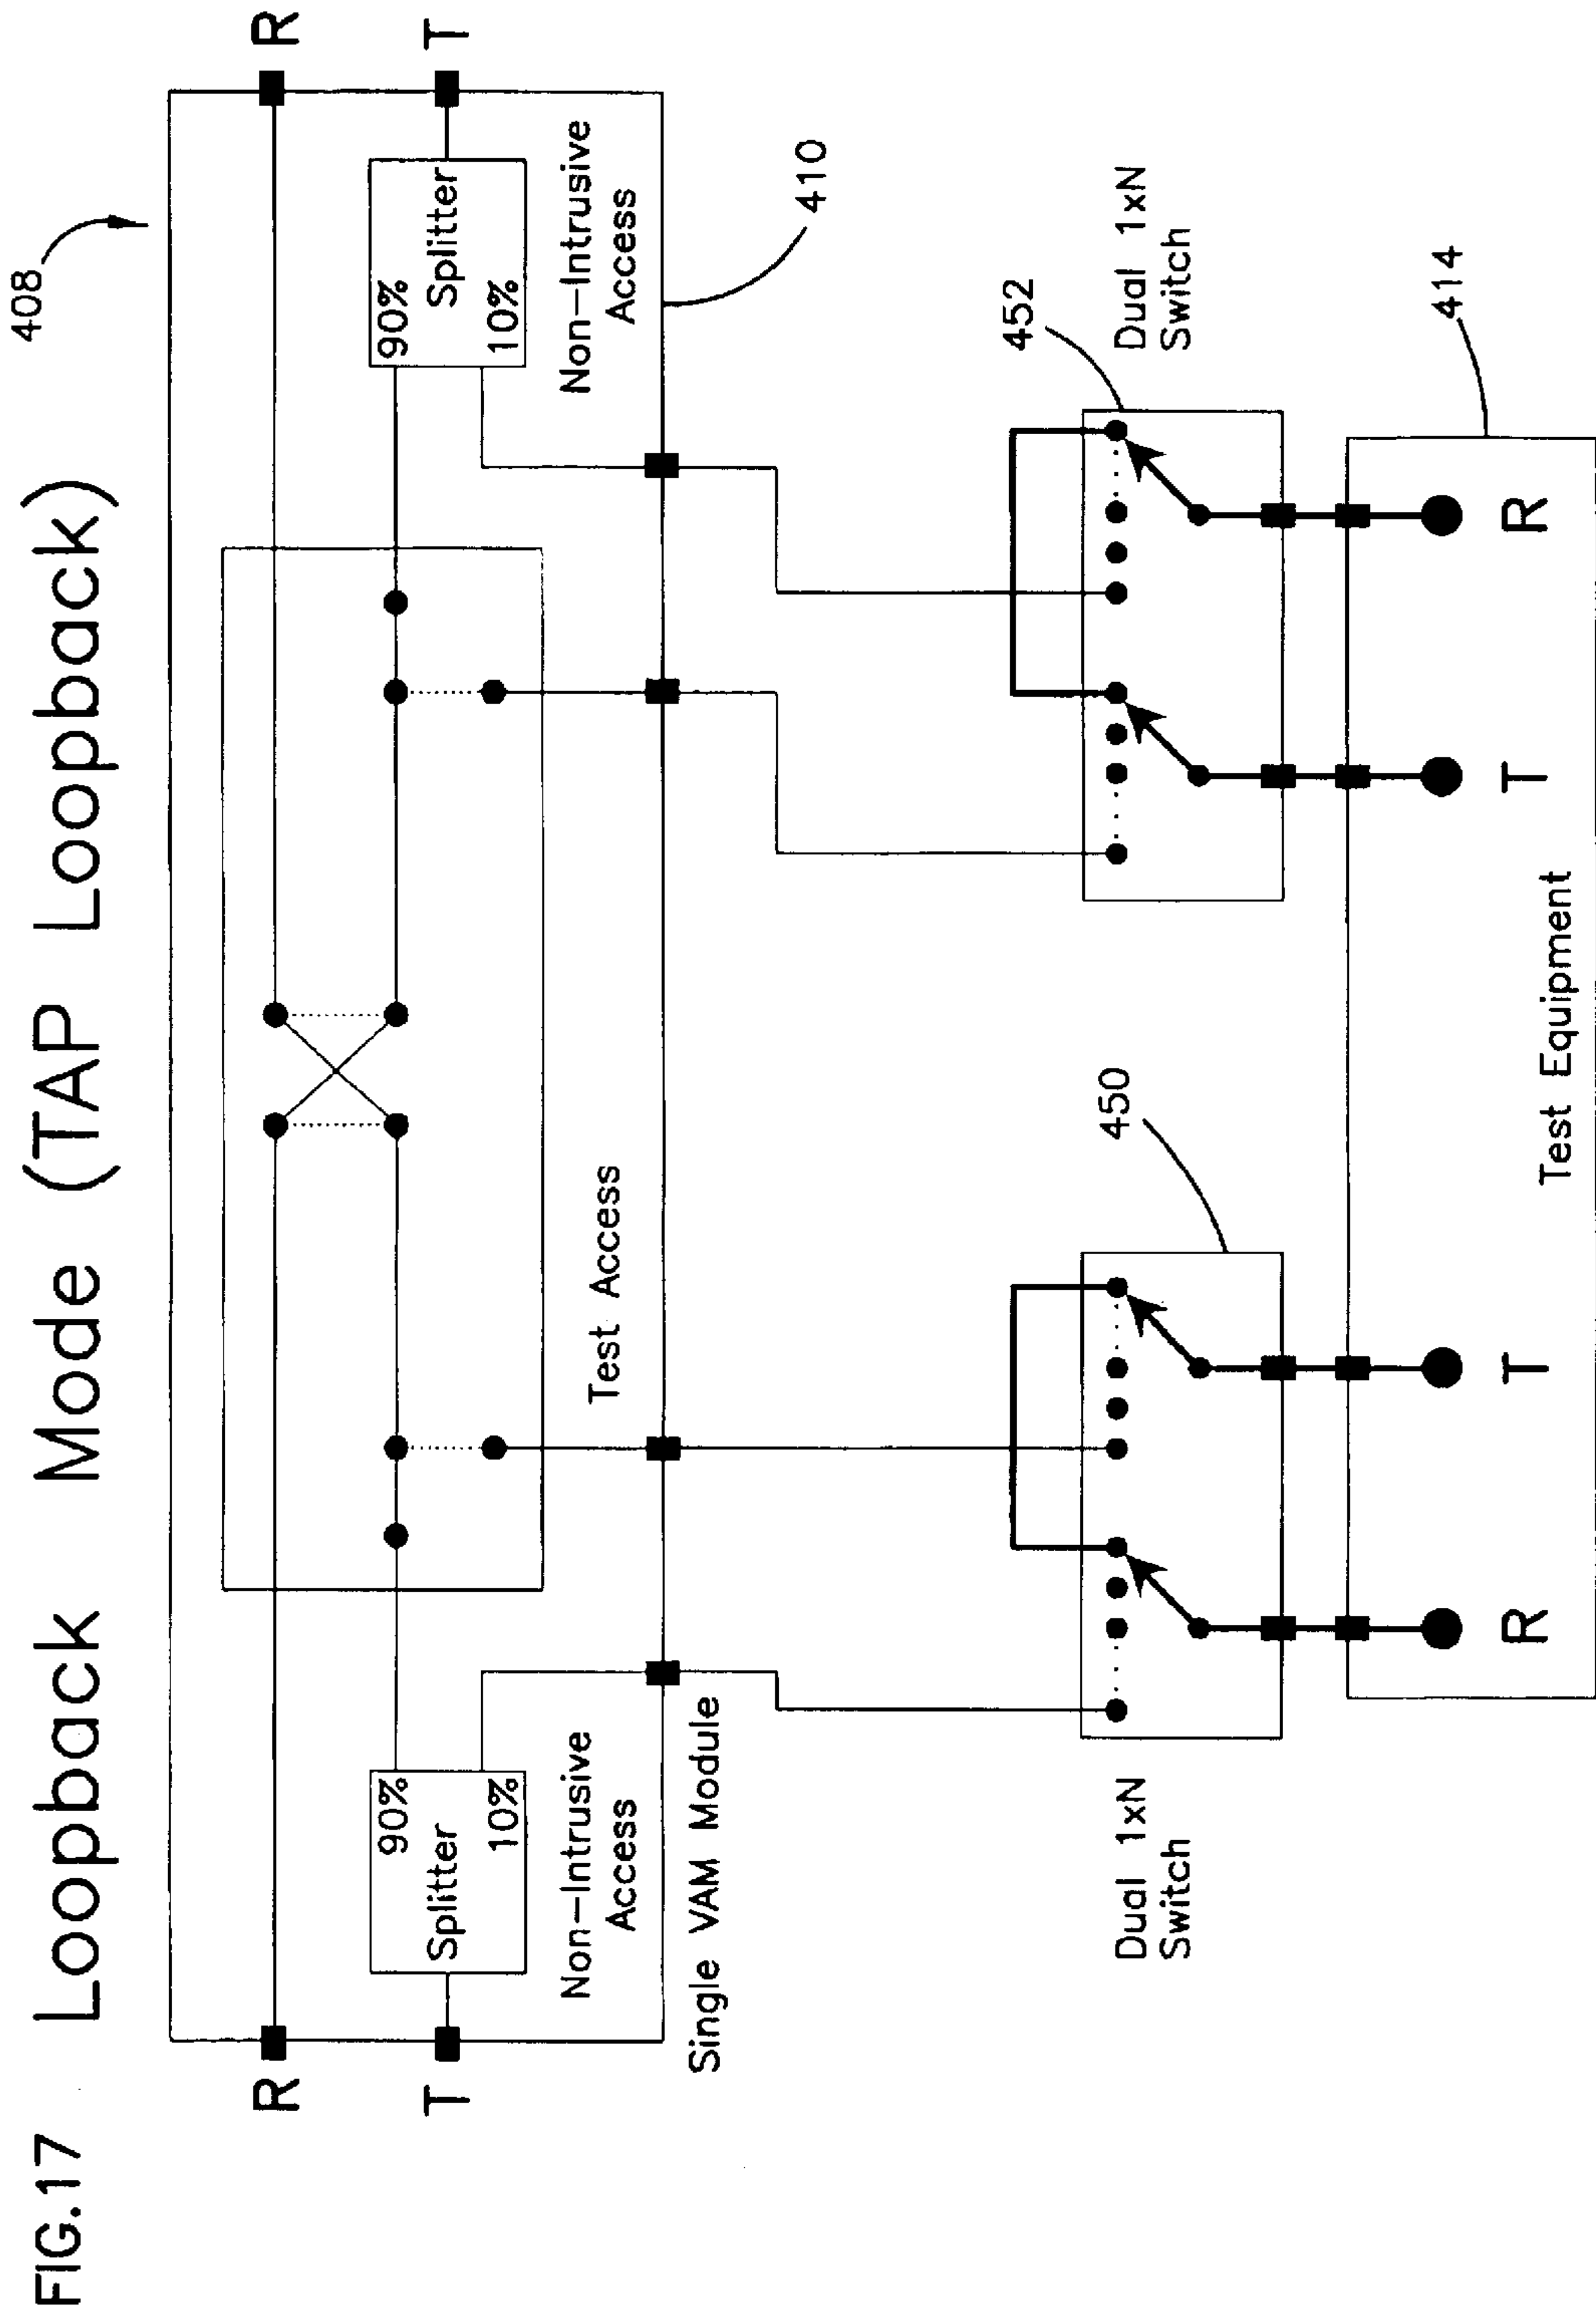 FIG.17 Loopback Mode (TAP Loopback)
408
R
R
T
T
90%
Splitter
10%
90%
Splitter
10%
Non-Intrusive
Access
Test Access
Non-Intrusive
Access
410
Single VAM Module
Dual 1xN
Switch
450
452
Dual 1xN
Switch
414
R
T
T
R
Test Equipment